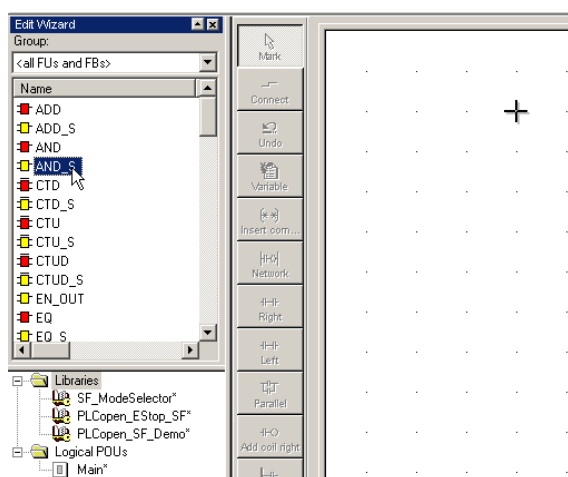 Edit Wizard
Group:
<all FUs and FBs>
Name
ADD
ADD_S
AND
AND_S
CTD
CTD_S
CTU
CTU_S
CTUD
CTUD_S
EN_OUT
EQ
EQ_S
Libraries
SF_ModeSelector*
PLCopen_EStop_SF*
PLCopen_SF_Demo*
Logical POUs
Main*
Mark
Connect
Undo
Variable
Insert com...
Network
Right
Left
Parallel
Add coil right